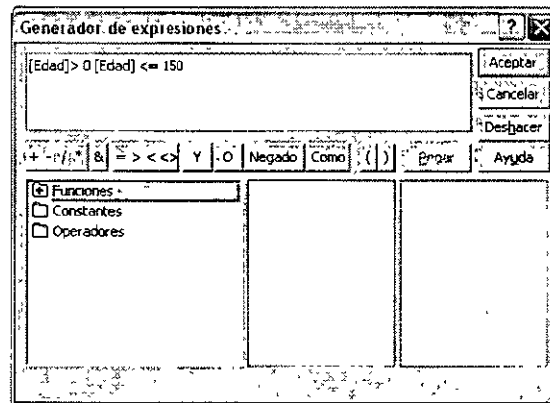 Generador de expresiones
[Edad]> 0 [Edad] <= 150
Aceptar
Cancelar
Deshacer
+ - / * & = > < <> Y O Negado Como ( ) Pegar Ayuda
Funciones
Constantes
Operadores